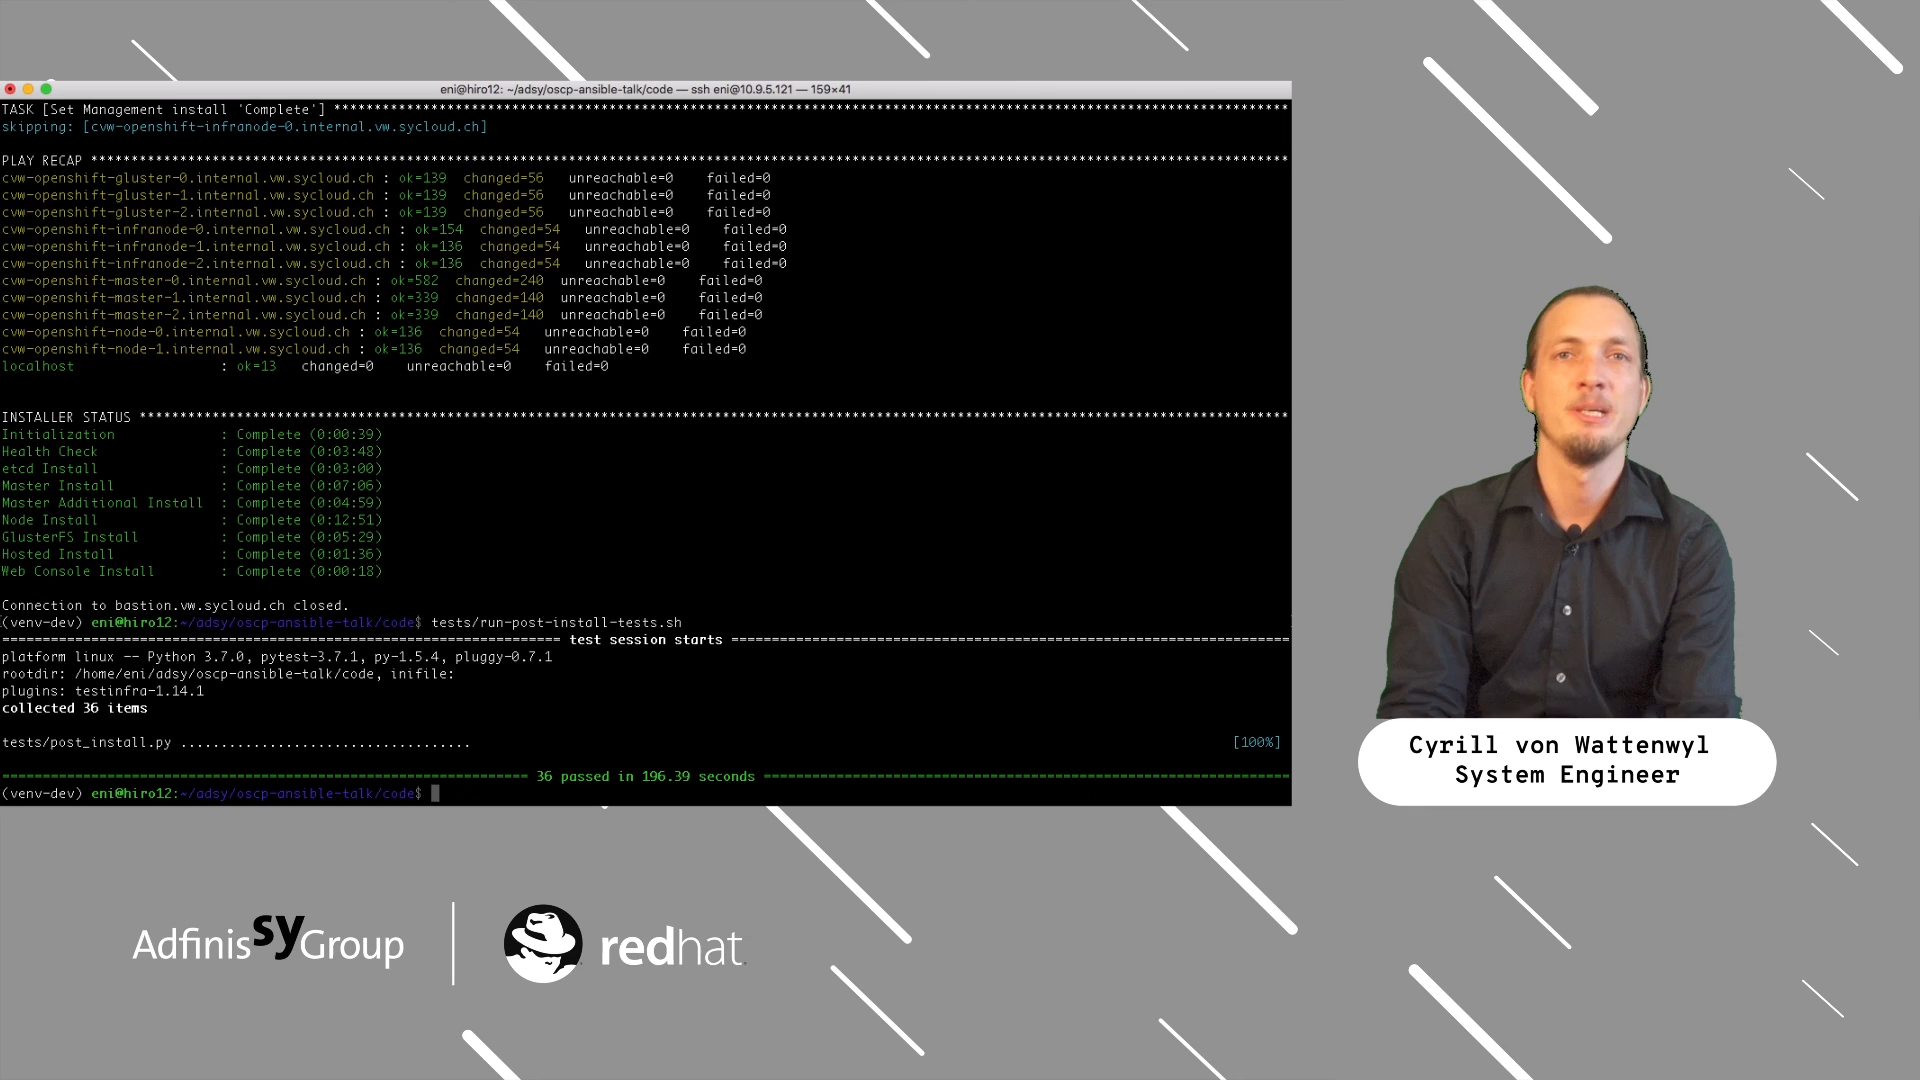 eni@hiro12: ~/adsy/oscp-ansible-talk/code — ssh eni@10.9.5.121 — 159×41
TASK [Set Management install 'Complete'] **********************************************************************************************************************
skipping: [cvw-openshift-infranode-0.internal.vw.sycloud.ch]
PLAY RECAP ****************************************************************************************************************************************************
cvw-openshift-gluster-0.internal.vw.sycloud.ch : ok=139 changed=56 unreachable=0 failed=0
cvw-openshift-gluster-1.internal.vw.sycloud.ch : ok=139 changed=56 unreachable=0 failed=0
cvw-openshift-gluster-2.internal.vw.sycloud.ch : ok=139 changed=56 unreachable=0 failed=0
cvw-openshift-infranode-0.internal.vw.sycloud.ch : ok=154 changed=54 unreachable=0 failed=0
cvw-openshift-infranode-1.internal.vw.sycloud.ch : ok=136 changed=54 unreachable=0 failed=0
cvw-openshift-infranode-2.internal.vw.sycloud.ch : ok=136 changed=54 unreachable=0 failed=0
cvw-openshift-master-0.internal.vw.sycloud.ch : ok=582 changed=240 unreachable=0 failed=0
cvw-openshift-master-1.internal.vw.sycloud.ch : ok=339 changed=140 unreachable=0 failed=0
cvw-openshift-master-2.internal.vw.sycloud.ch : ok=339 changed=140 unreachable=0 failed=0
cvw-openshift-node-0.internal.vw.sycloud.ch : ok=136 changed=54 unreachable=0 failed=0
cvw-openshift-node-1.internal.vw.sycloud.ch : ok=136 changed=54 unreachable=0 failed=0
localhost : ok=13 changed=0 unreachable=0 failed=0
INSTALLER STATUS **********************************************************************************************************************************************
Initialization : Complete (0:00:39)
Health Check : Complete (0:03:48)
etcd Install : Complete (0:03:00)
Master Install : Complete (0:07:06)
Master Additional Install : Complete (0:04:59)
Node Install : Complete (0:12:51)
GlusterFS Install : Complete (0:05:29)
Hosted Install : Complete (0:01:36)
Web Console Install : Complete (0:00:18)
Connection to bastion.vw.sycloud.ch closed.
(venv-dev) eni@hiro12:~/adsy/oscp-ansible-talk/code$ tests/run-post-install-tests.sh
===================================================================== test session starts =====================================================================
platform linux -- Python 3.7.0, pytest-3.7.1, py-1.5.4, pluggy-0.7.1
rootdir: /home/eni/adsy/oscp-ansible-talk/code, inifile:
plugins: testinfra-1.14.1
collected 36 items
tests/post_install.py .................................... [100%]
================================================================= 36 passed in 196.39 seconds =================================================================
(venv-dev) eni@hiro12:~/adsy/oscp-ansible-talk/code$
Cyrill von Wattenwyl
System Engineer
AdfinissyGroup
redhat.